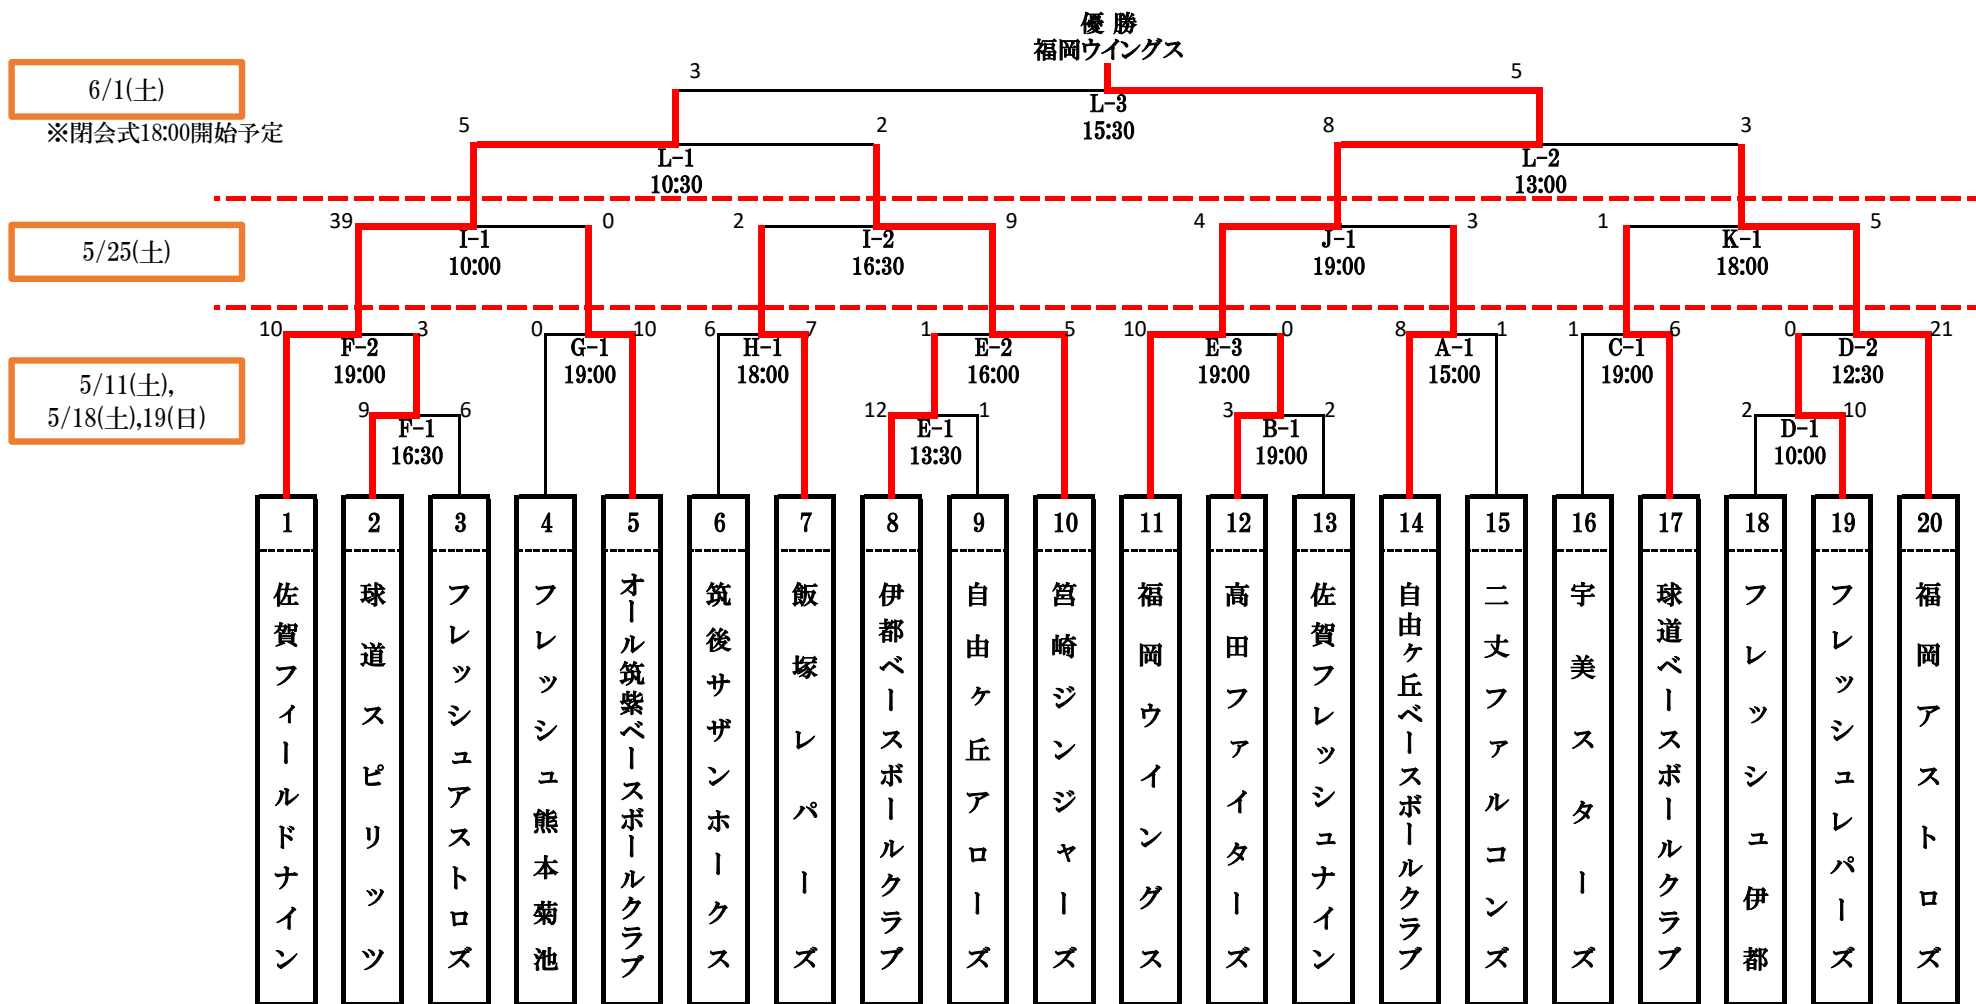 優 勝
福岡ウイングス
6/1(土)
3
5
L-3
15:30
※閉会式18:00開始予定
5
2
8
3
L-1
10:30
L-2
13:00
5/25(土)
39
0
2
9
4
3
1
5
I-1
10:00
I-2
16:30
J-1
19:00
K-1
18:00
10
3
0
10
6
7
1
5
10
0
8
1
1
6
0
21
F-2
19:00
G-1
19:00
H-1
18:00
E-2
16:00
E-3
19:00
A-1
15:00
C-1
19:00
D-2
12:30
5/11(土),
5/18(土),19(日)
9
6
12
1
3
2
2
10
F-1
16:30
E-1
13:30
B-1
19:00
D-1
10:00
1
佐賀フィールドナイン
2
球道スピリッツ
3
フレッシュアストロズ
4
フレッシュ熊本菊池
5
オール筑紫ベースボールクラブ
6
筑後サザンホークス
7
飯塚レパーズ
8
伊都ベースボールクラブ
9
自由ヶ丘アローズ
10
筥崎ジンジャーズ
11
福岡ウイングス
12
高田ファイターズ
13
佐賀フレッシュナイン
14
自由ヶ丘ベースボールクラブ
15
二丈ファルコンズ
16
宇美スターズ
17
球道ベースボールクラブ
18
フレッシュ伊都
19
フレッシュレパーズ
20
福岡アストロズ